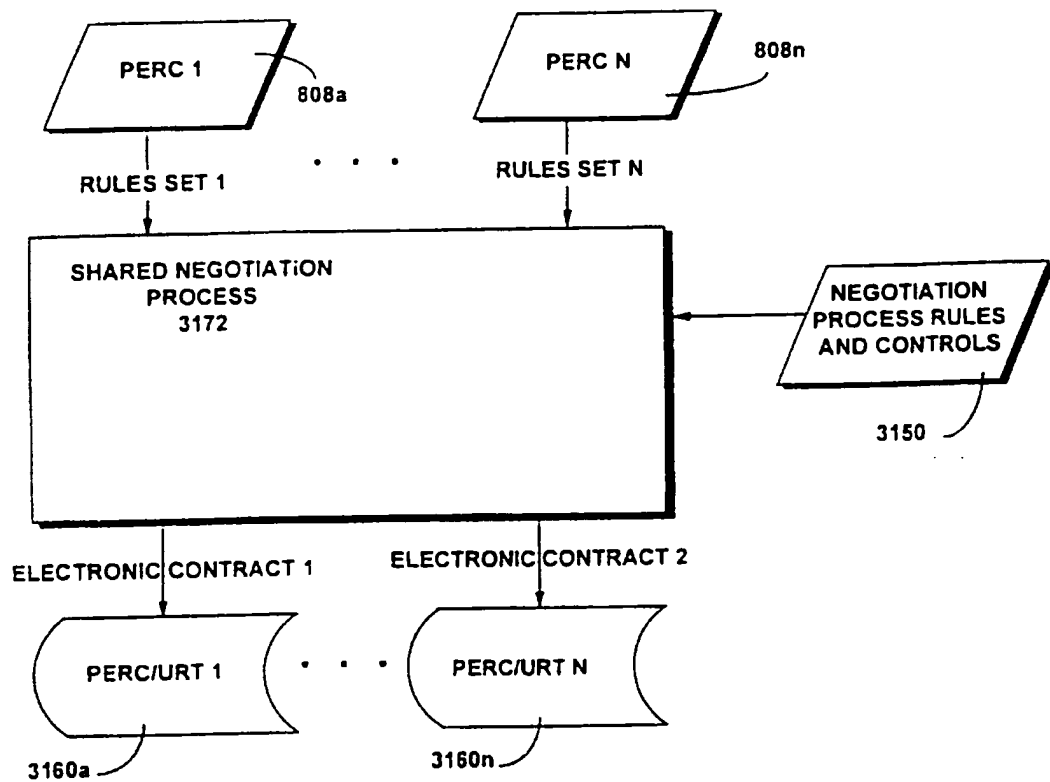 PERC 1
808a
PERC N
808n
RULES SET 1
RULES SET N
SHARED NEGOTIATiON
PROCESS
3172
NEGOTIATION
PROCESS RULES
AND CONTROLS
3150
ELECTRONIC CONTRACT 1
ELECTRONIC CONTRACT 2
PERC/URT 1
PERC/URT N
3160a
3160n